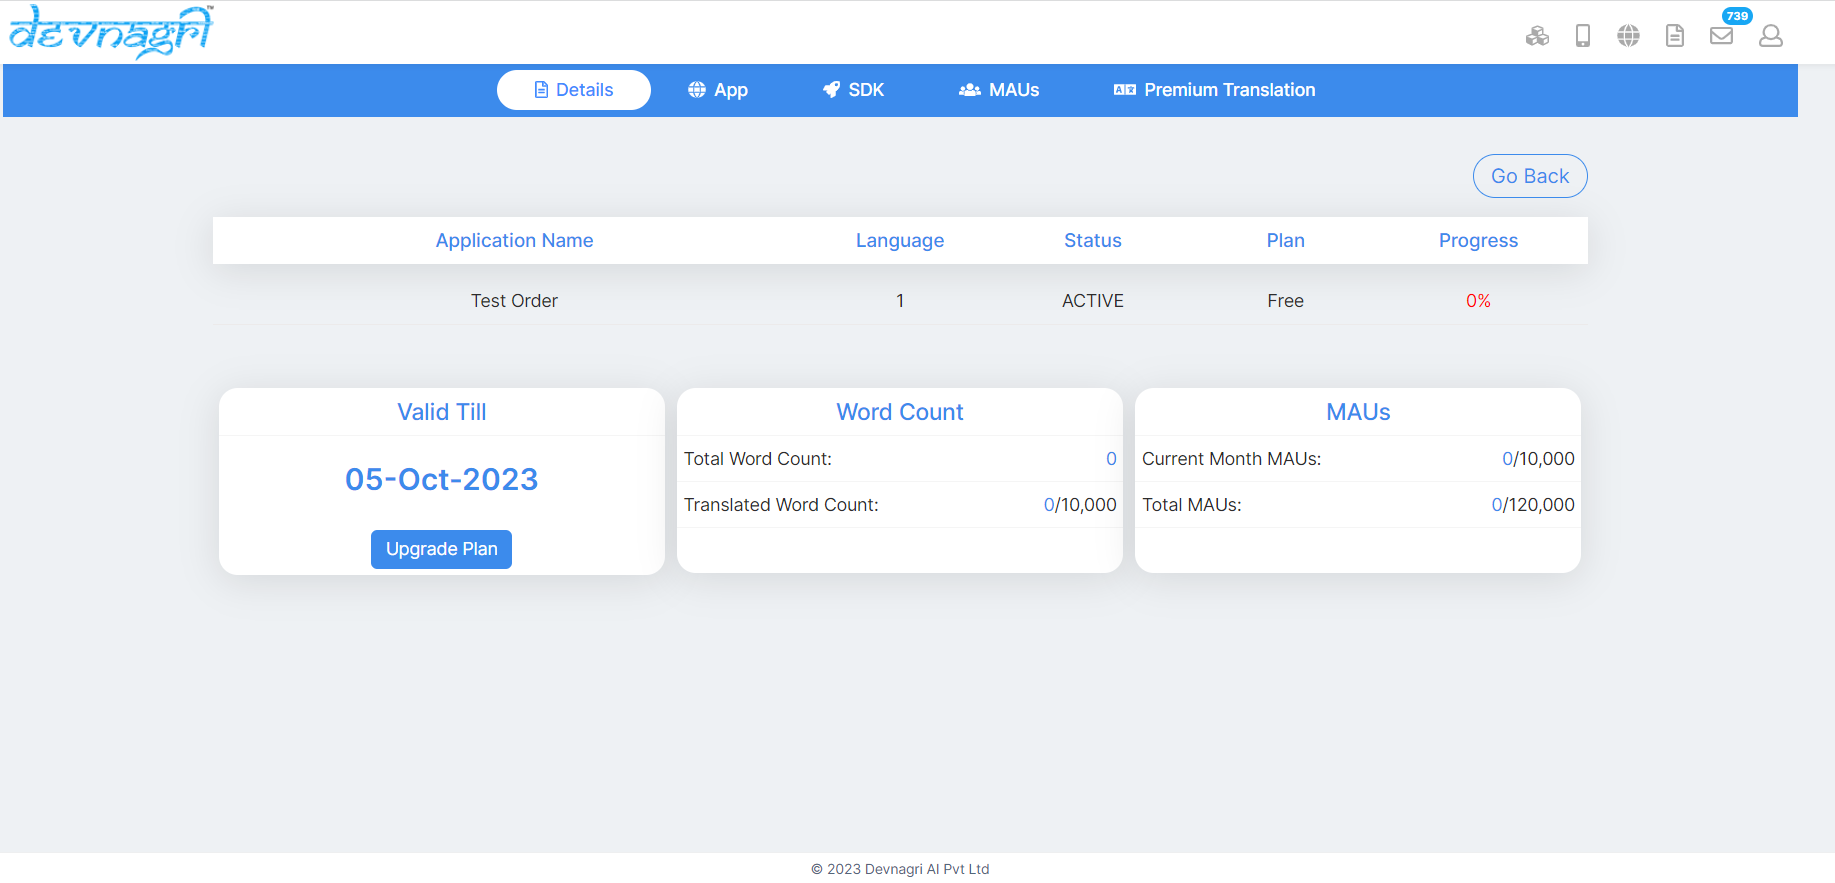 devnagri™
739
Details App SDK MAUs Premium Translation
Go Back
Application Name Language Status Plan Progress
Test Order 1 ACTIVE Free 0%
Valid Till
05-Oct-2023
Upgrade Plan
Word Count
Total Word Count: 0
Translated Word Count: 0/10,000
MAUs
Current Month MAUs: 0/10,000
Total MAUs: 0/120,000
© 2023 Devnagri AI Pvt Ltd